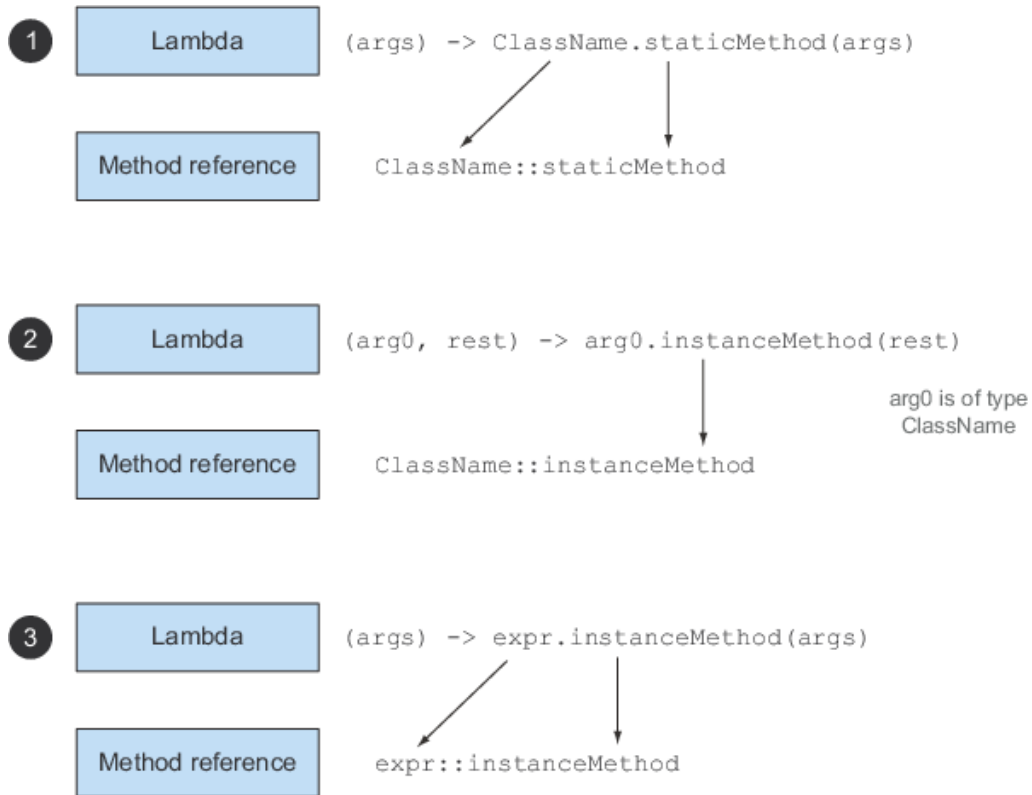 1 Lambda (args) -> ClassName.staticMethod(args)
Method reference ClassName::staticMethod
2 Lambda (arg0, rest) -> arg0.instanceMethod(rest)
arg0 is of type
ClassName
Method reference ClassName::instanceMethod
3 Lambda (args) -> expr.instanceMethod(args)
Method reference expr::instanceMethod